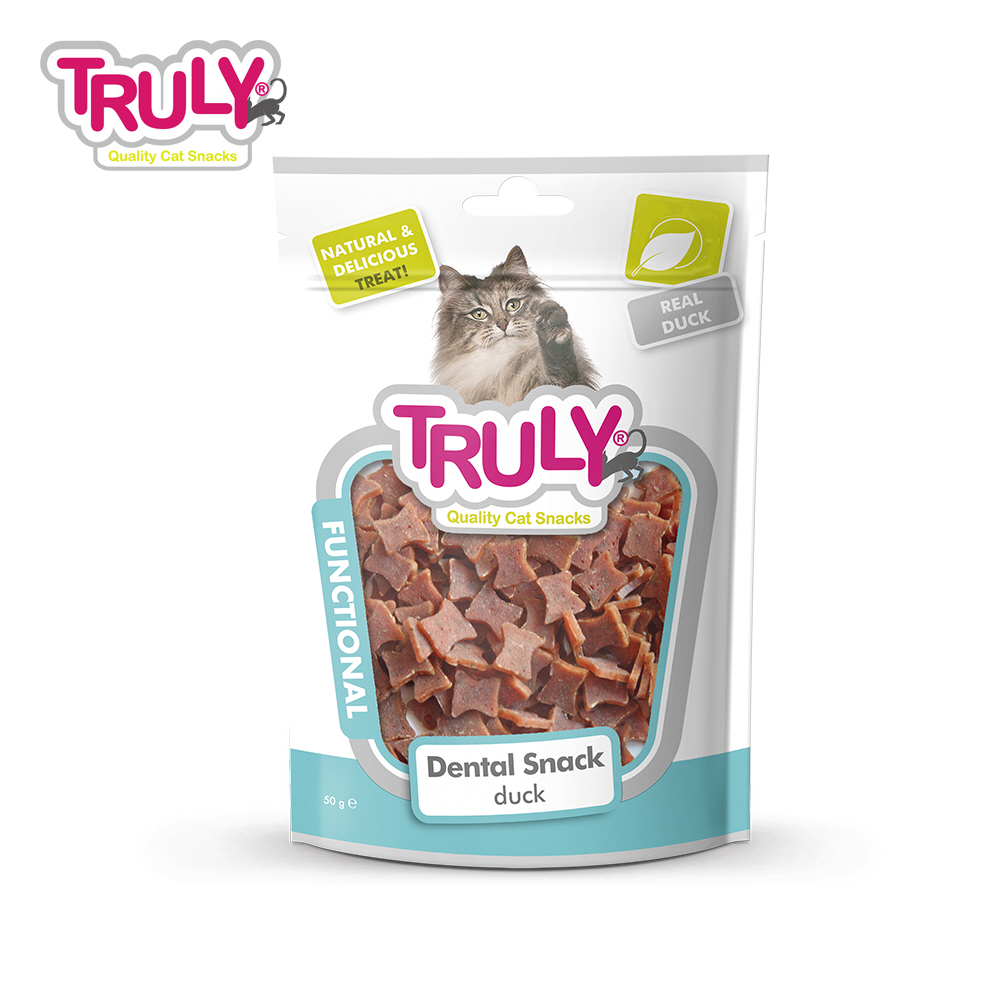 TRULY®
Quality Cat Snacks
NATURAL &
DELICIOUS
TREAT!
REAL
DUCK
TRULY®
Quality Cat Snacks
FUNCTIONAL
Dental Snack
duck
50 g ℮